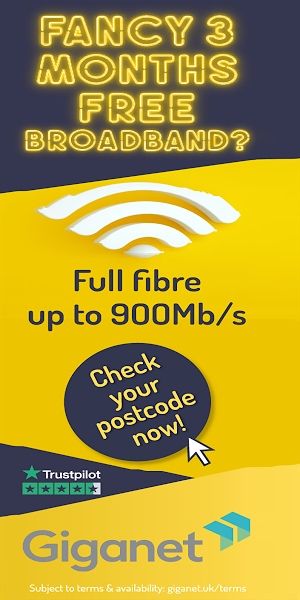 FANCY 3
MONTHS
FREE
BROADBAND?
Full fibre
up to 900Mb/s
Check
your
postcode
now!
Trustpilot
Giganet
Subject to terms & availability: giganet.uk/terms